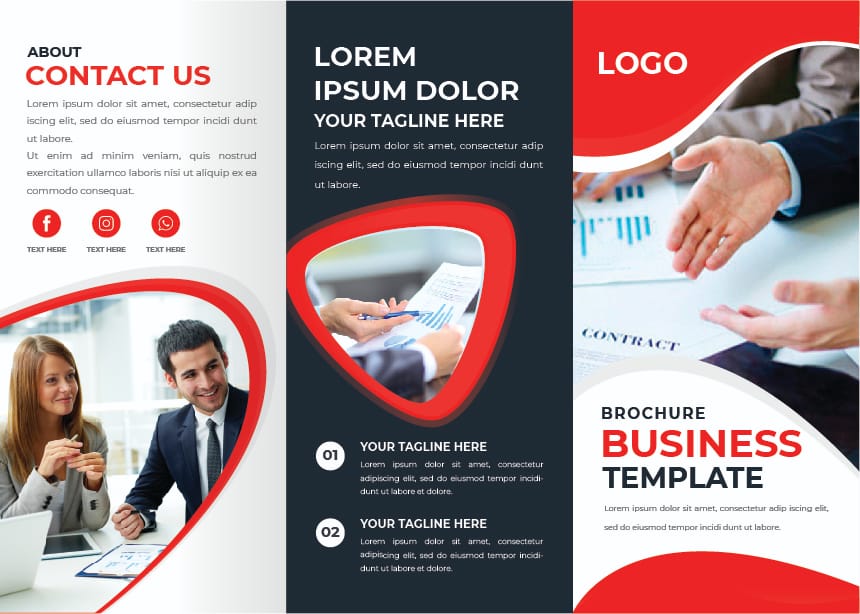 ABOUT
CONTACT US
Lorem ipsum dolor sit amet, consectetur adip
iscing elit, sed do eiusmod tempor incidi dunt
ut labore.
Ut enim ad minim veniam, quis nostrud
exercitation ullamco laboris nisi ut aliquip ex ea
commodo consequat.
TEXT HERE TEXT HERE TEXT HERE
LOREM
IPSUM DOLOR
YOUR TAGLINE HERE
Lorem ipsum dolor sit amet, consectetur adip
iscing elit, sed do eiusmod tempor incidi dunt
ut labore.
01
YOUR TAGLINE HERE
Lorem ipsum dolor sit amet, consectetur
adipiscing elit, sed do eiusmod tempor incidi-
dunt ut labore et dolore.
02
YOUR TAGLINE HERE
Lorem ipsum dolor sit amet, consectetur
adipiscing elit, sed do eiusmod tempor incidi-
dunt ut labore et dolore.
LOGO
CONTRACT
BROCHURE
BUSINESS
TEMPLATE
Lorem ipsum dolor sit amet, consectetur adipiscing elit,
sed do eiusmod tempor incididunt ut labore.